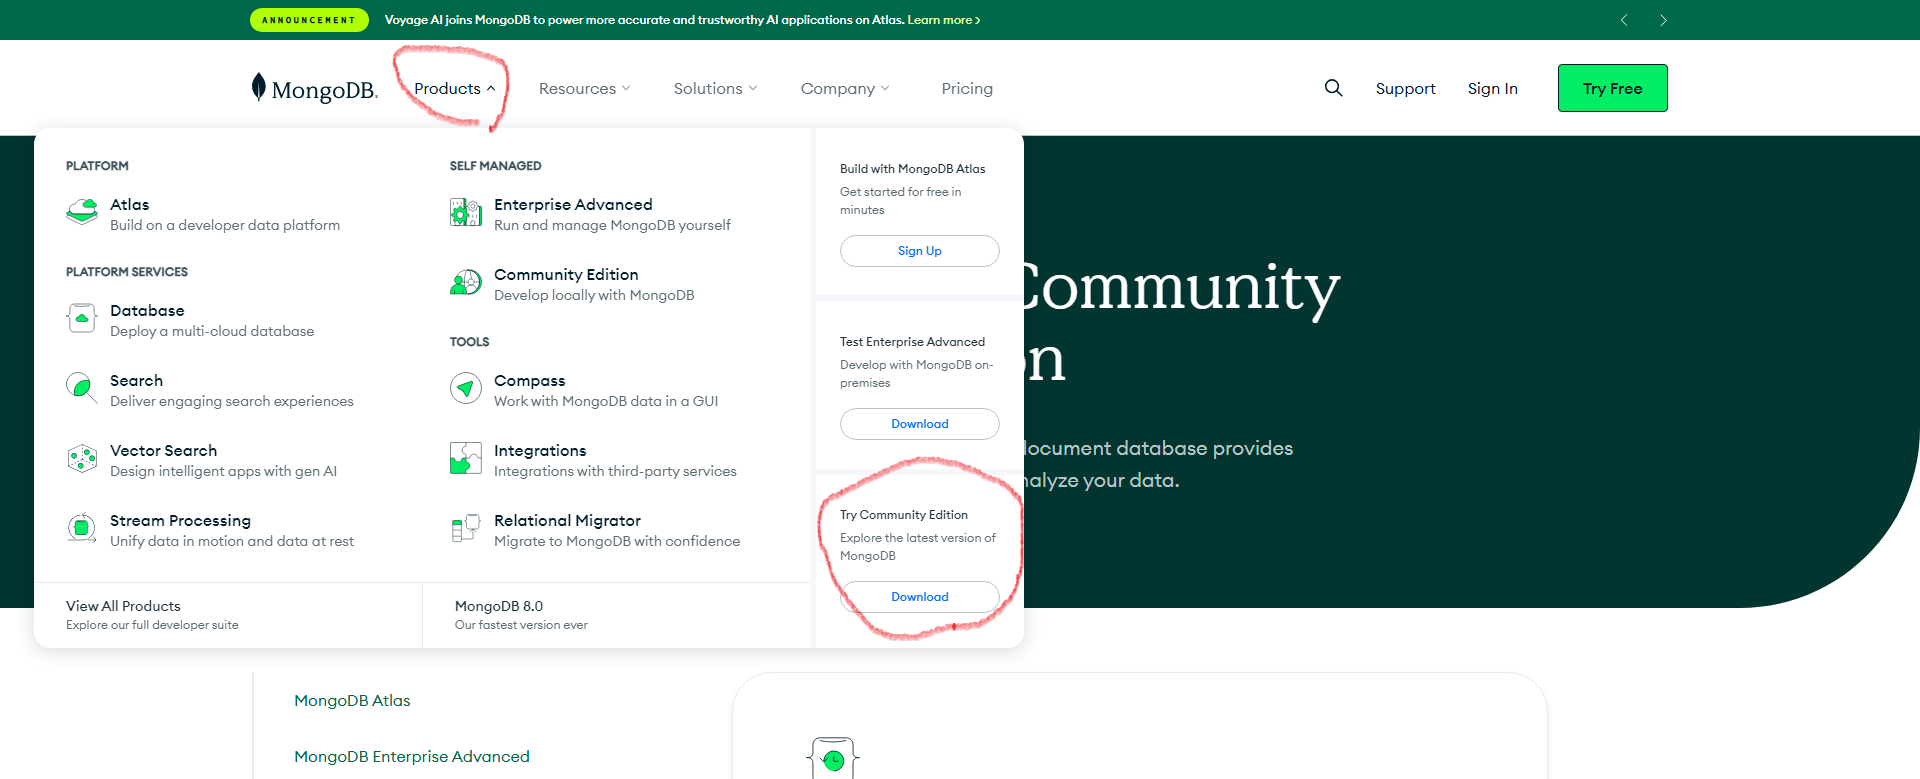 ANNOUNCEMENT
Voyage AI joins MongoDB to power more accurate and trustworthy AI applications on Atlas. Learn more >
MongoDB.
Products
Resources
Solutions
Company
Pricing
Support
Sign In
Try Free
PLATFORM
Atlas
Build on a developer data platform
PLATFORM SERVICES
Database
Deploy a multi-cloud database
Search
Deliver engaging search experiences
Vector Search
Design intelligent apps with gen AI
Stream Processing
Unify data in motion and data at rest
SELF MANAGED
Enterprise Advanced
Run and manage MongoDB yourself
Community Edition
Develop locally with MongoDB
TOOLS
Compass
Work with MongoDB data in a GUI
Integrations
Integrations with third-party services
Relational Migrator
Migrate to MongoDB with confidence
Build with MongoDB Atlas
Get started for free in
minutes
Sign Up
Test Enterprise Advanced
Develop with MongoDB on-
premises
Download
Try Community Edition
Explore the latest version of
MongoDB
Download
View All Products
Explore our full developer suite
MongoDB 8.0
Our fastest version ever
Community
on
document database provides
nalyze your data.
MongoDB Atlas
MongoDB Enterprise Advanced